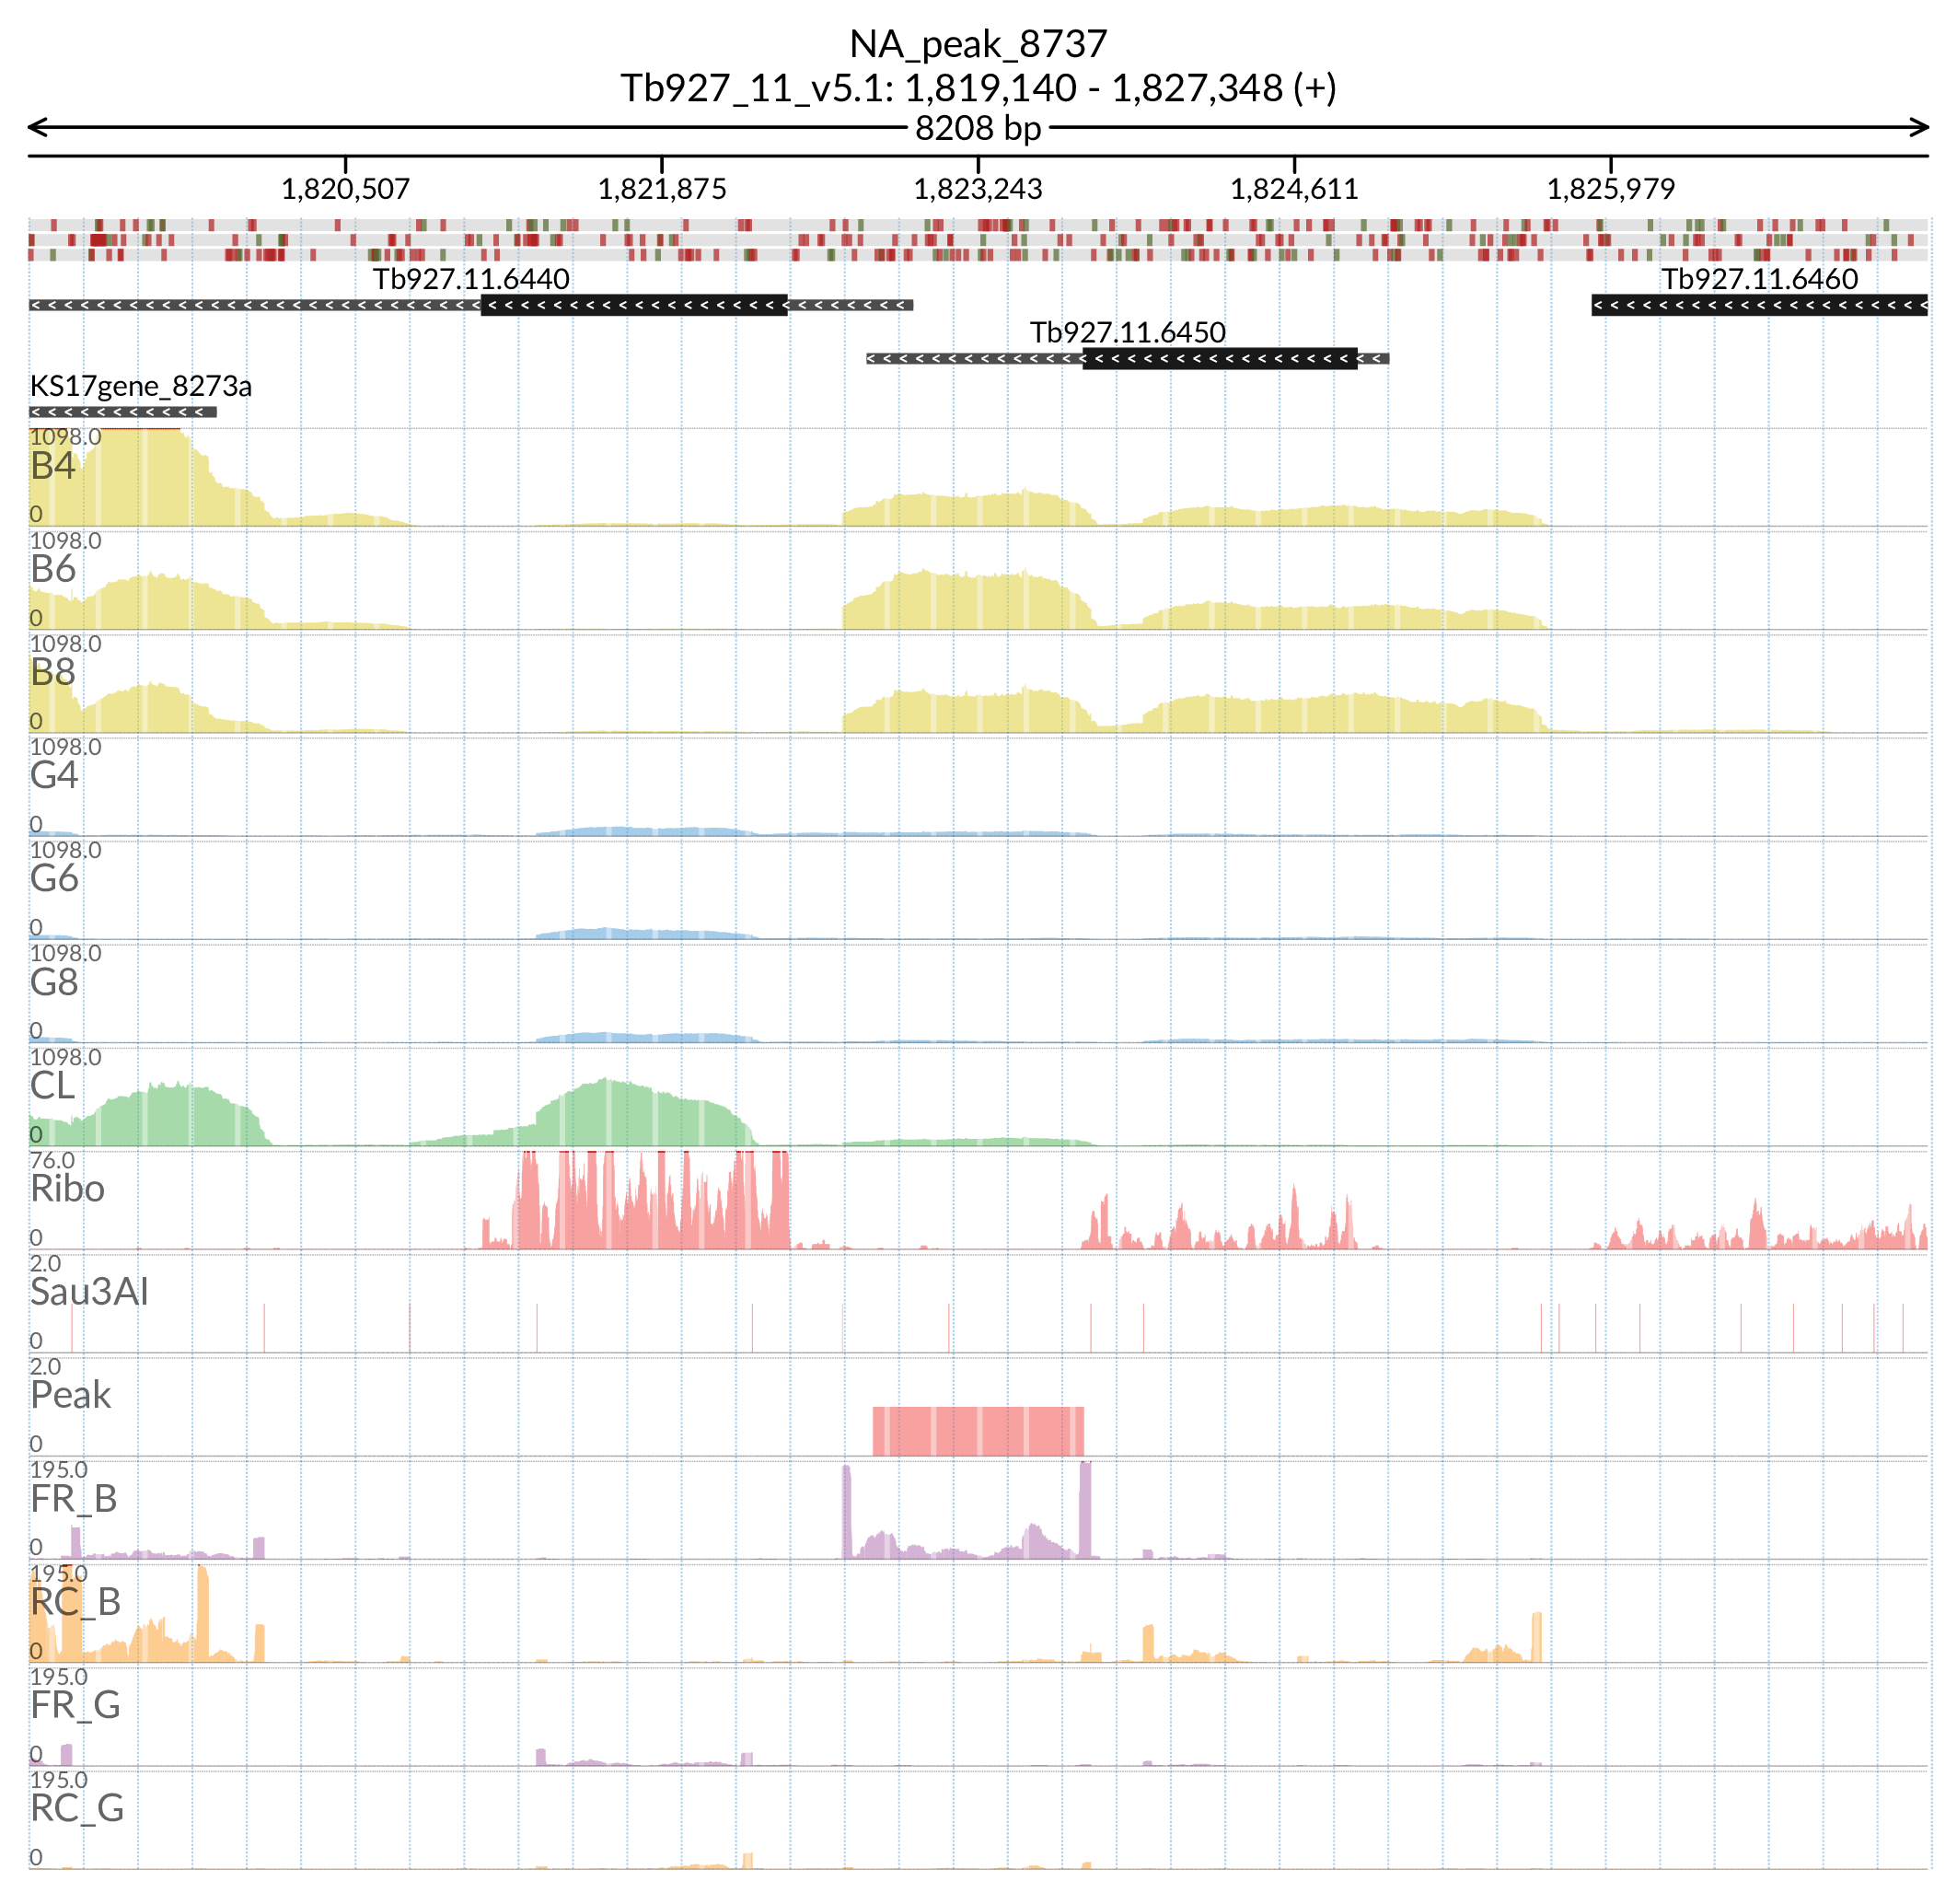 NA_peak_8737
Tb927_11_v5.1: 1,819,140 - 1,827,348 (+)
8208 bp
1,820,507 1,821,875 1,823,243 1,824,611 1,825,979
Tb927.11.6440 Tb927.11.6460
Tb927.11.6450
KS17gene_8273a
1098.0
B4
0
1098.0
B6
0
1098.0
B8
0
1098.0
G4
0
1098.0
G6
0
1098.0
G8
0
1098.0
CL
0
76.0
Ribo
0
2.0
Sau3AI
0
2.0
Peak
0
195.0
FR_B
0
195.0
RC_B
0
195.0
FR_G
0
195.0
RC_G
0